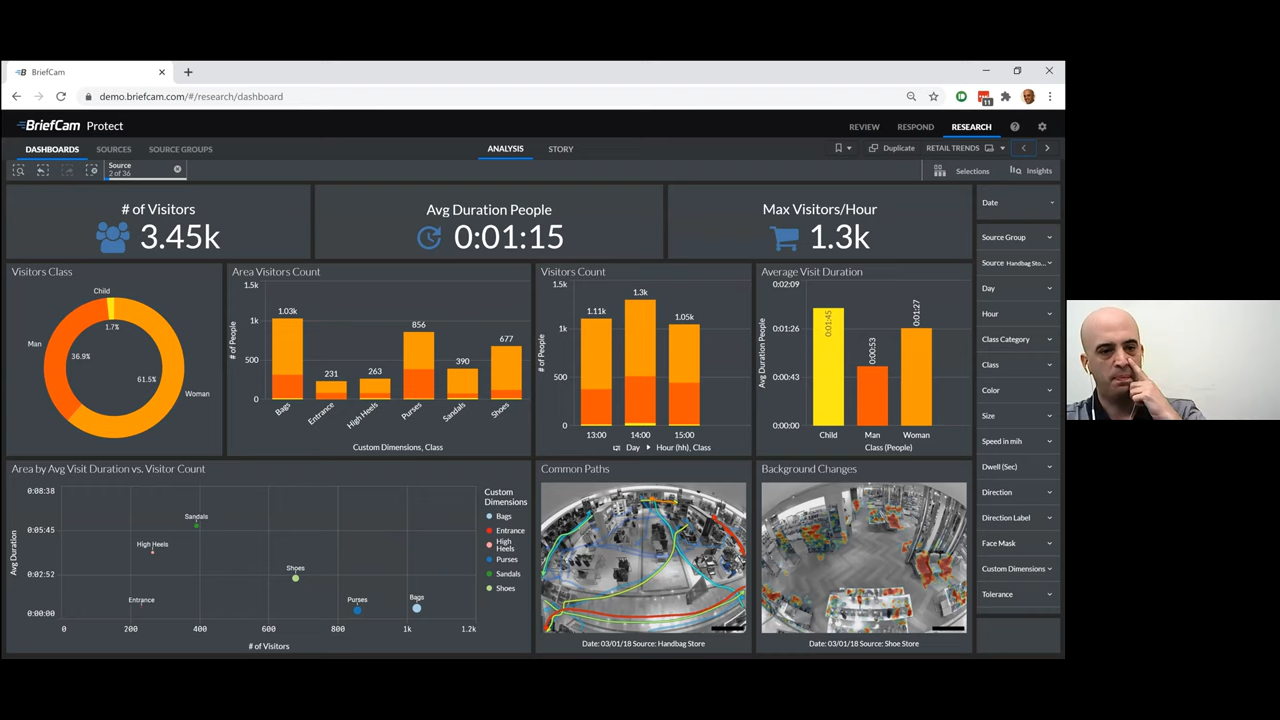 BriefCam
demo.briefcam.com/#/research/dashboard
11
BriefCam Protect
REVIEW RESPOND RESEARCH
DASHBOARDS SOURCES SOURCE GROUPS ANALYSIS STORY Duplicate RETAIL TRENDS
Source
2 of 36
Selections Insights
# of Visitors
3.45k
Avg Duration People
0:01:15
Max Visitors/Hour
1.3k
Visitors Class
Child
1.7%
Man
36.9%
61.5%
Woman
Area Visitors Count
# of People
1.5k
1k
500
0
1.03k
231
263
856
390
677
Bags
Entrance
High Heels
Purses
Sandals
Shoes
Custom Dimensions, Class
Visitors Count
# of People
1.5k
1k
500
0
1.11k
1.3k
1.05k
13:00 14:00 15:00
Day Hour (hh), Class
Average Visit Duration
Avg Duration People
0:02:09
0:01:26
0:00:43
0:00:00
0:01:45
0:00:53
0:01:27
Child Man Woman
Class (People)
Area by Avg Visit Duration vs. Visitor Count
Avg Duration
0:08:38
0:05:45
0:02:52
0:00:00
Sandals
High Heels
Shoes
Entrance
Purses
Bags
0 200 400 600 800 1k 1.2k
# of Visitors
Custom
Dimensions
Bags
Entrance
High
Heels
Purses
Sandals
Shoes
Common Paths
Date: 03/01/18 Source: Handbag Store
Background Changes
Date: 03/01/18 Source: Shoe Store
Date
Source Group
Source Handbag Sto...
Day
Hour
Class Category
Class
Color
Size
Speed in mih
Dwell (Sec)
Direction
Direction Label
Face Mask
Custom Dimensions
Tolerance